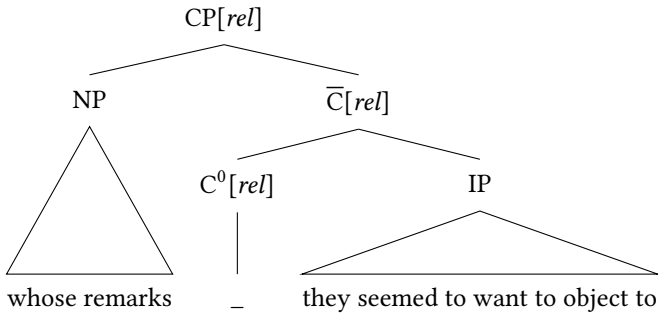 CP[rel]
NP C̅[rel]
C⁰[rel] IP
whose remarks _ they seemed to want to object to